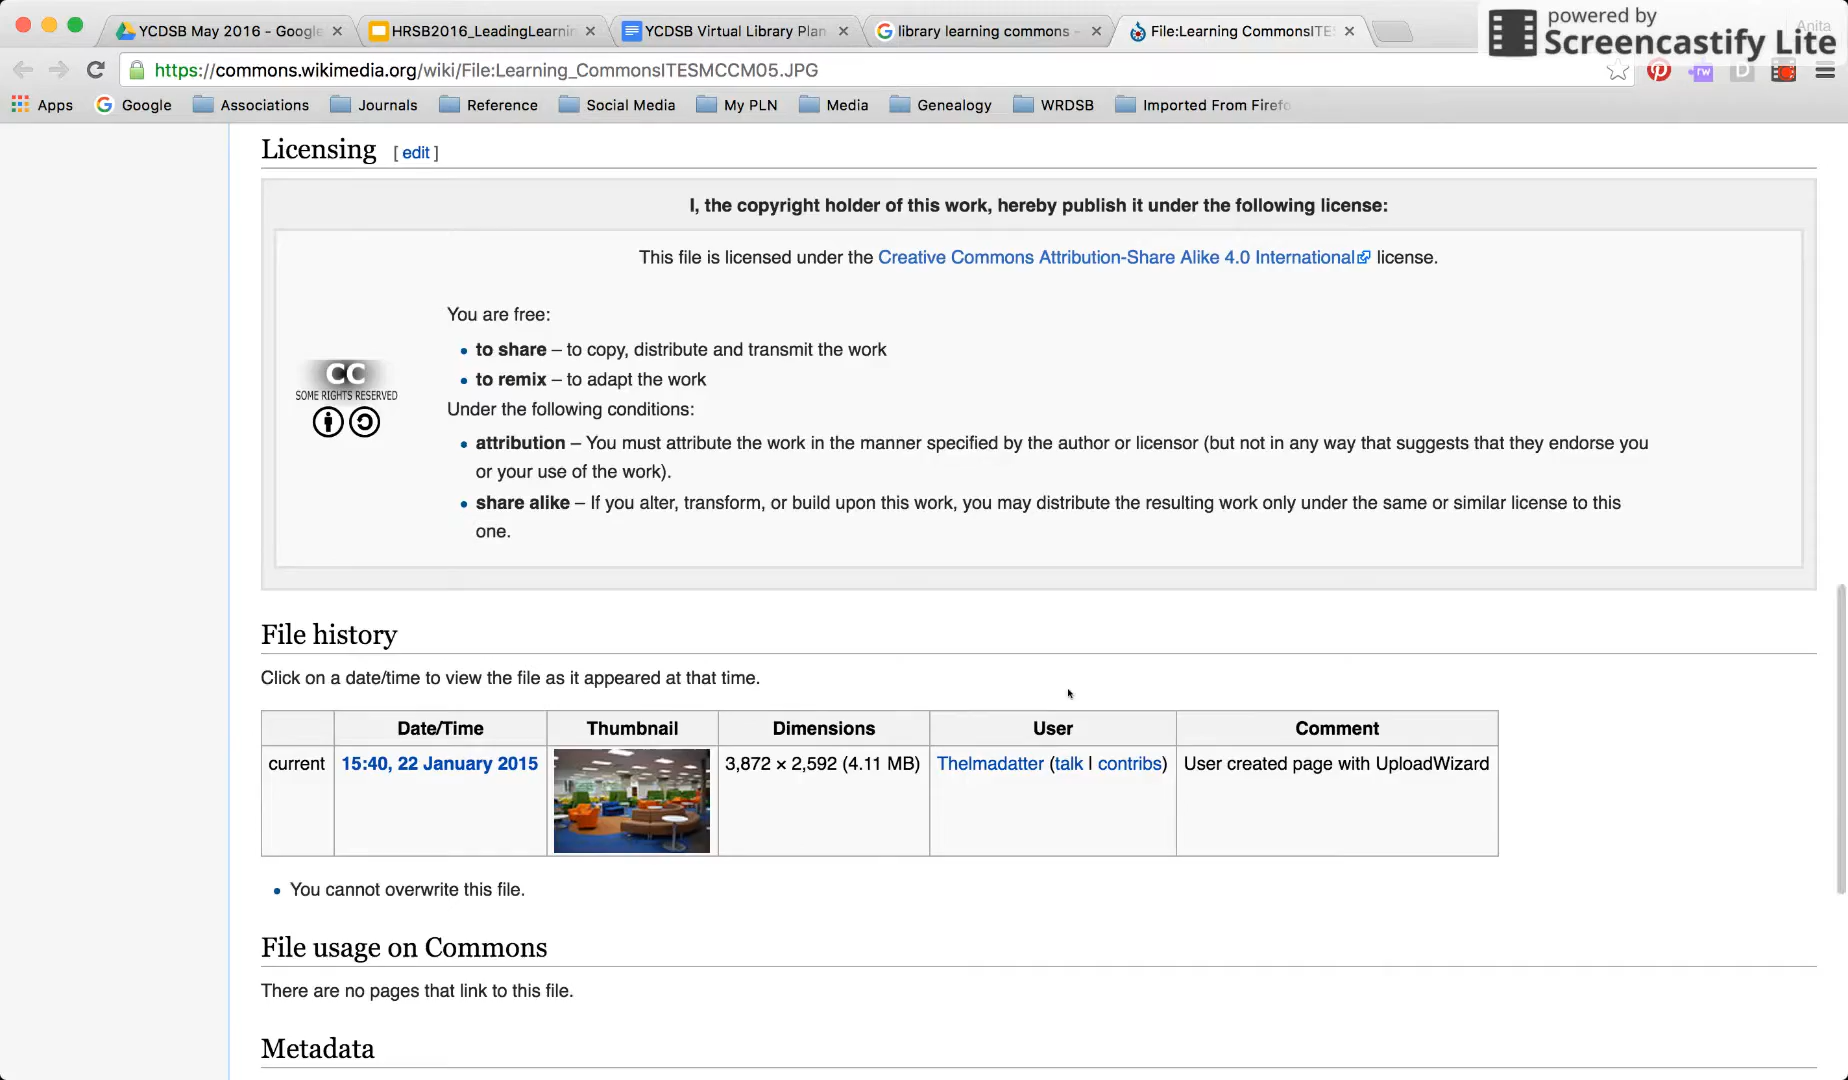 YCDSB May 2016 - Google
HRSB2016_LeadingLearni
YCDSB Virtual Library Plan
library learning commons -
File:Learning CommonsITES
Anita
powered by
Screencastify Lite
https://commons.wikimedia.org/wiki/File:Learning_CommonsITESMCCM05.JPG
rw
D
Apps
Google
Associations
Journals
Reference
Social Media
My PLN
Media
Genealogy
WRDSB
Imported From Firefo
Licensing [ edit ]
I, the copyright holder of this work, hereby publish it under the following license:
This file is licensed under the Creative Commons Attribution-Share Alike 4.0 International license.
You are free:
• to share – to copy, distribute and transmit the work
• to remix – to adapt the work
CC
SOME RIGHTS RESERVED
Under the following conditions:
• attribution – You must attribute the work in the manner specified by the author or licensor (but not in any way that suggests that they endorse you
or your use of the work).
• share alike – If you alter, transform, or build upon this work, you may distribute the resulting work only under the same or similar license to this
one.
File history
Click on a date/time to view the file as it appeared at that time.
Date/Time Thumbnail Dimensions User Comment
current 15:40, 22 January 2015 3,872 × 2,592 (4.11 MB) Thelmadatter (talk | contribs) User created page with UploadWizard
• You cannot overwrite this file.
File usage on Commons
There are no pages that link to this file.
Metadata